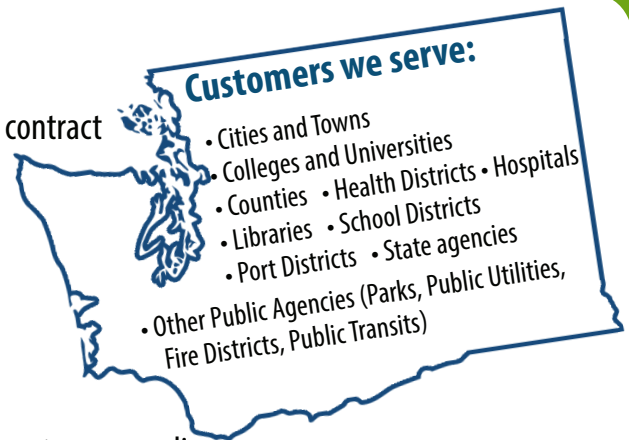 Customers we serve:
contract
• Cities and Towns
• Colleges and Universities
• Counties • Health Districts • Hospitals
• Libraries • School Districts
• Port Districts • State agencies
• Other Public Agencies (Parks, Public Utilities,
Fire Districts, Public Transits)